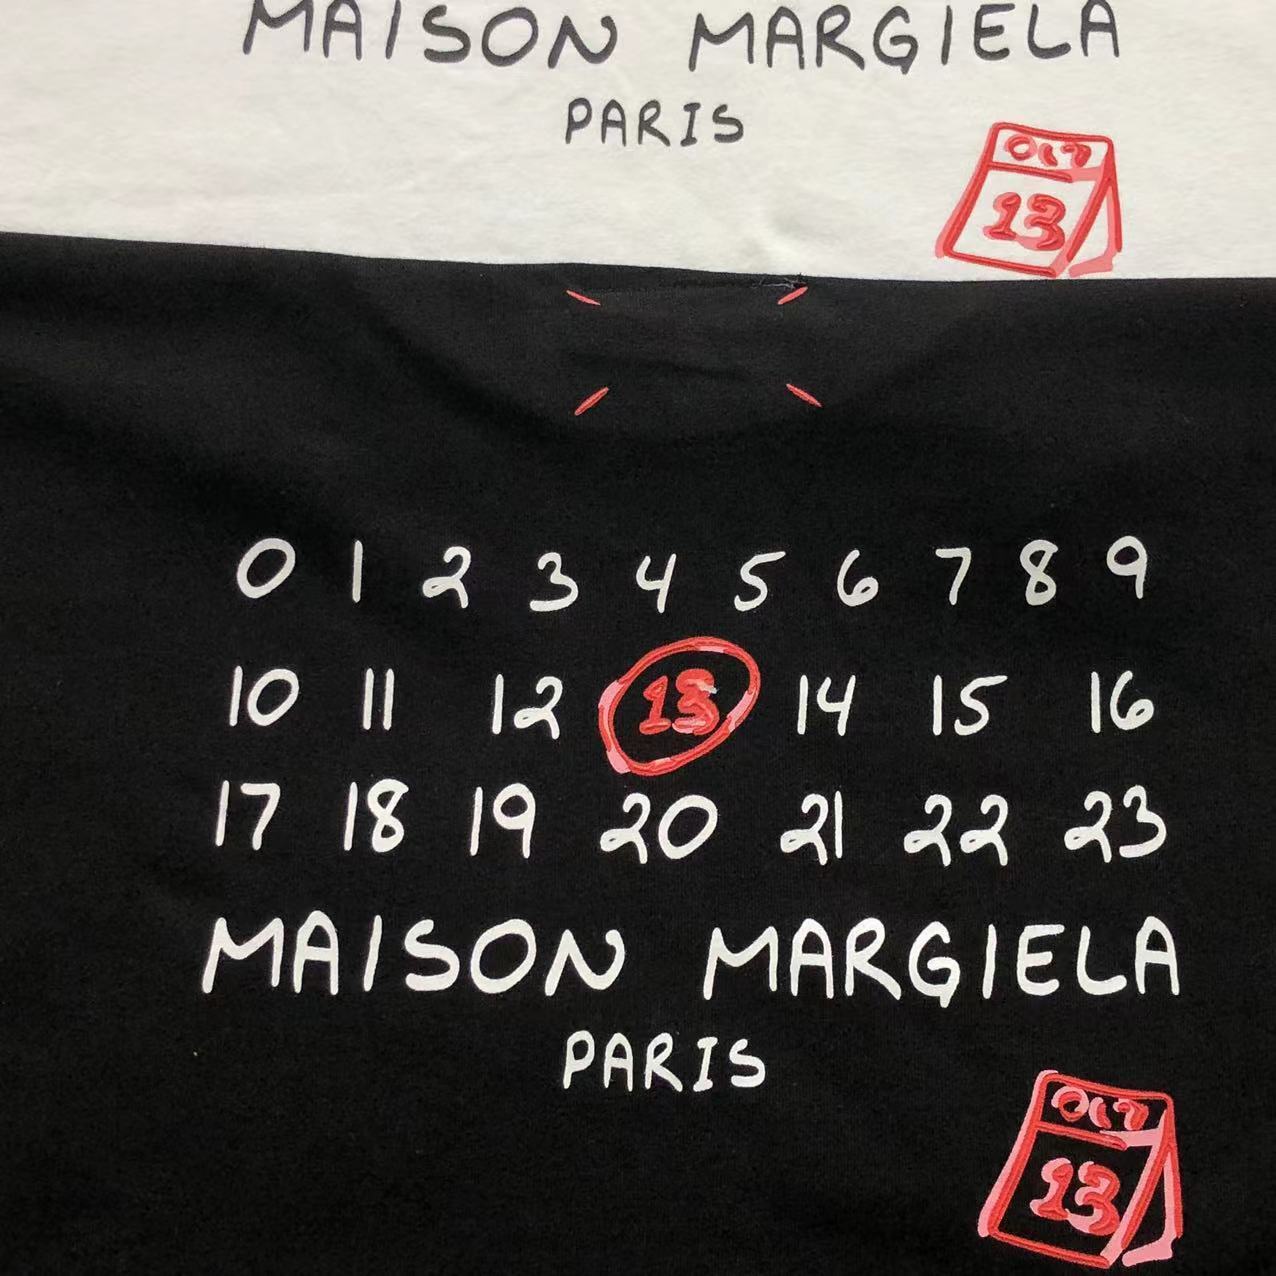 MAISON MARGIELA
PARIS
OCT
13
0 1 2 3 4 5 6 7 8 9
10 11 12 13 14 15 16
17 18 19 20 21 22 23
MAISON MARGIELA
PARIS
OCT
13